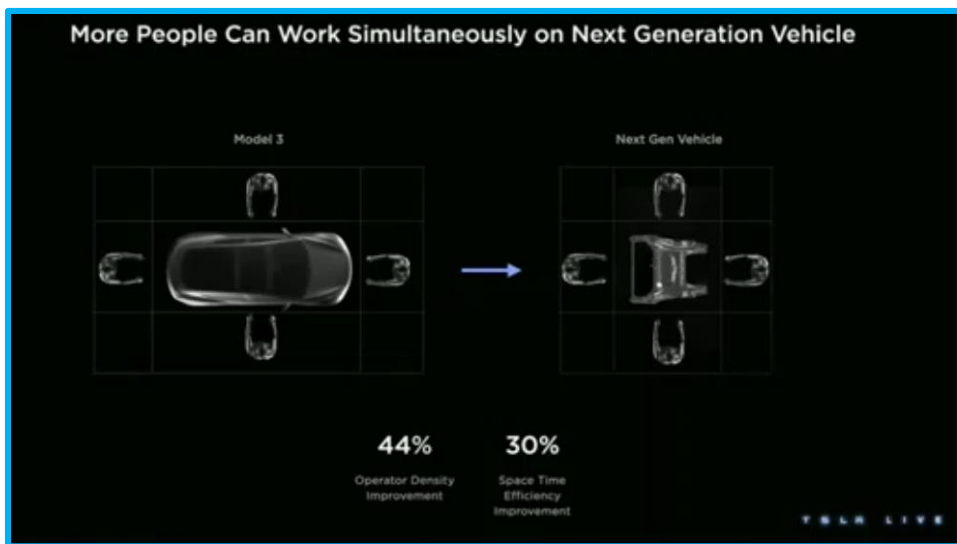 More People Can Work Simultaneously on Next Generation Vehicle
Model 3
Next Gen Vehicle
44%
Operator Density
Improvement
30%
Space Time
Efficiency
Improvement
TSLA LIVE